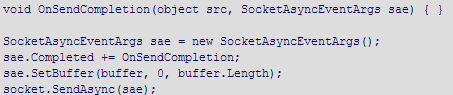 void OnSendCompletion(object src, SocketAsyncEventArgs sae) { }
SocketAsyncEventArgs sae = new SocketAsyncEventArgs();
sae.Completed += OnSendCompletion;
sae.SetBuffer(buffer, 0, buffer.Length);
socket.SendAsync(sae);